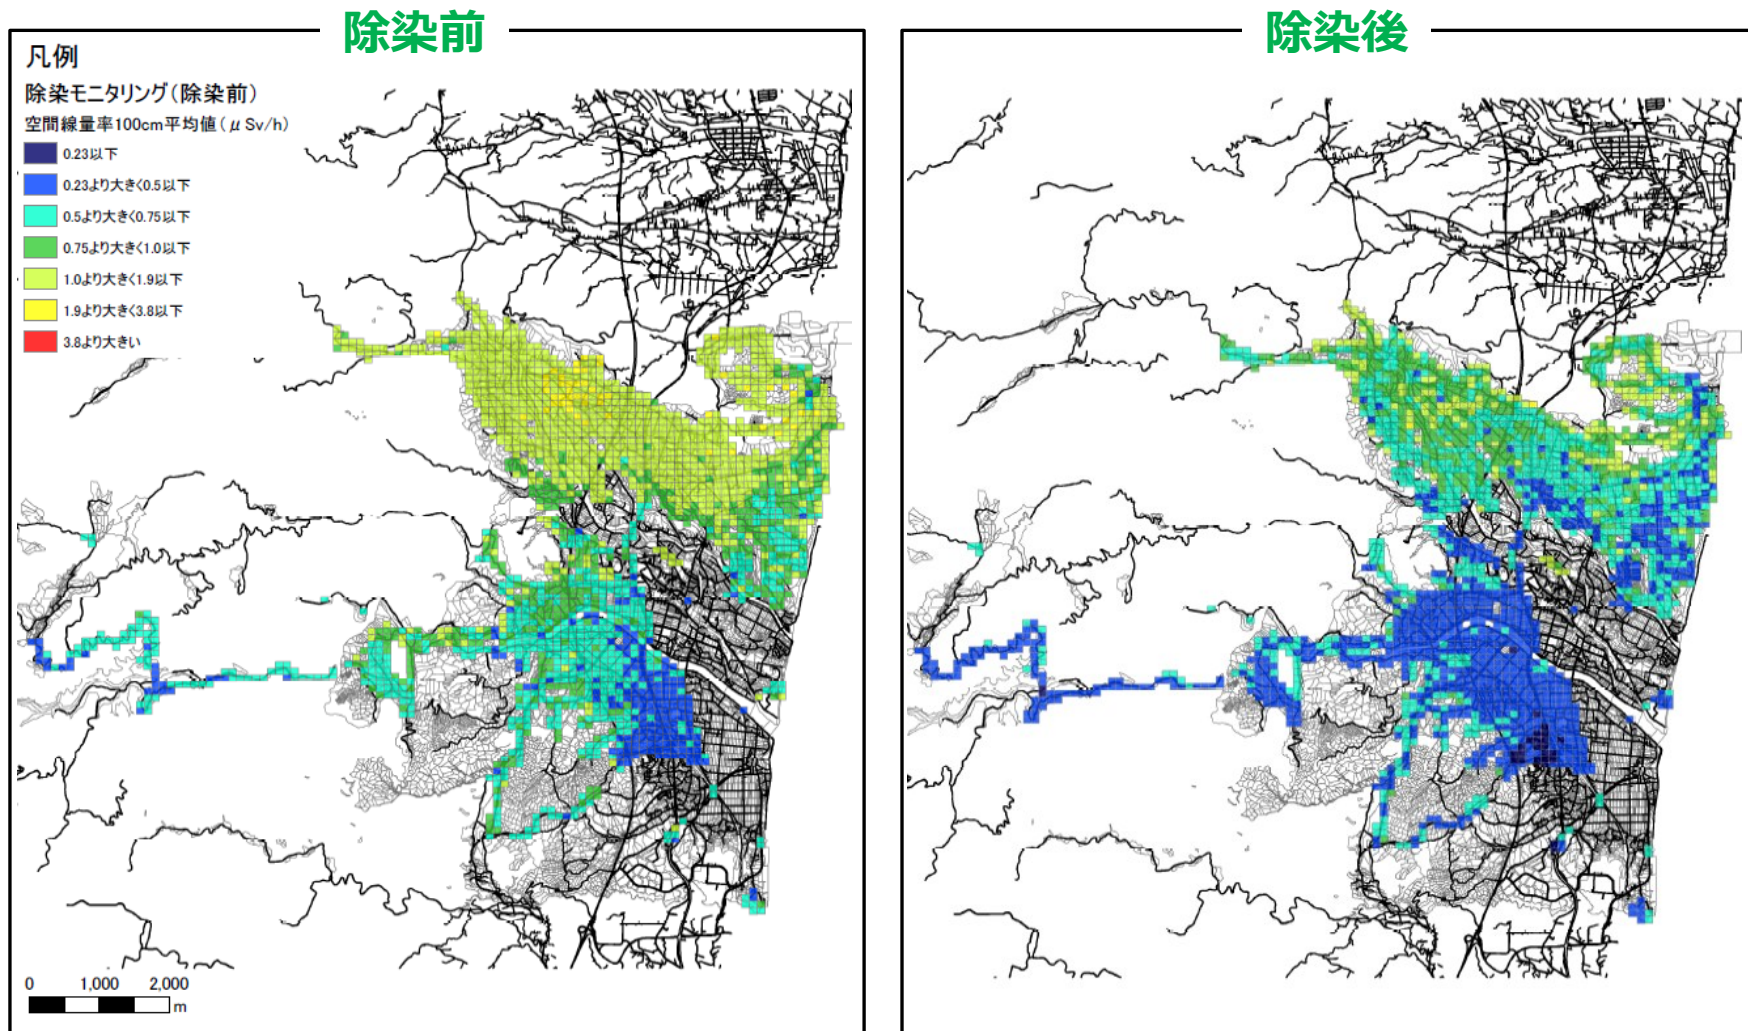 除染前
除染後
凡例
除染モニタリング(除染前)
空間線量率100cm平均値(μSv/h)
0.23以下
0.23より大きく0.5以下
0.5より大きく0.75以下
0.75より大きく1.0以下
1.0より大きく1.9以下
1.9より大きく3.8以下
3.8より大きい
0 1,000 2,000
m